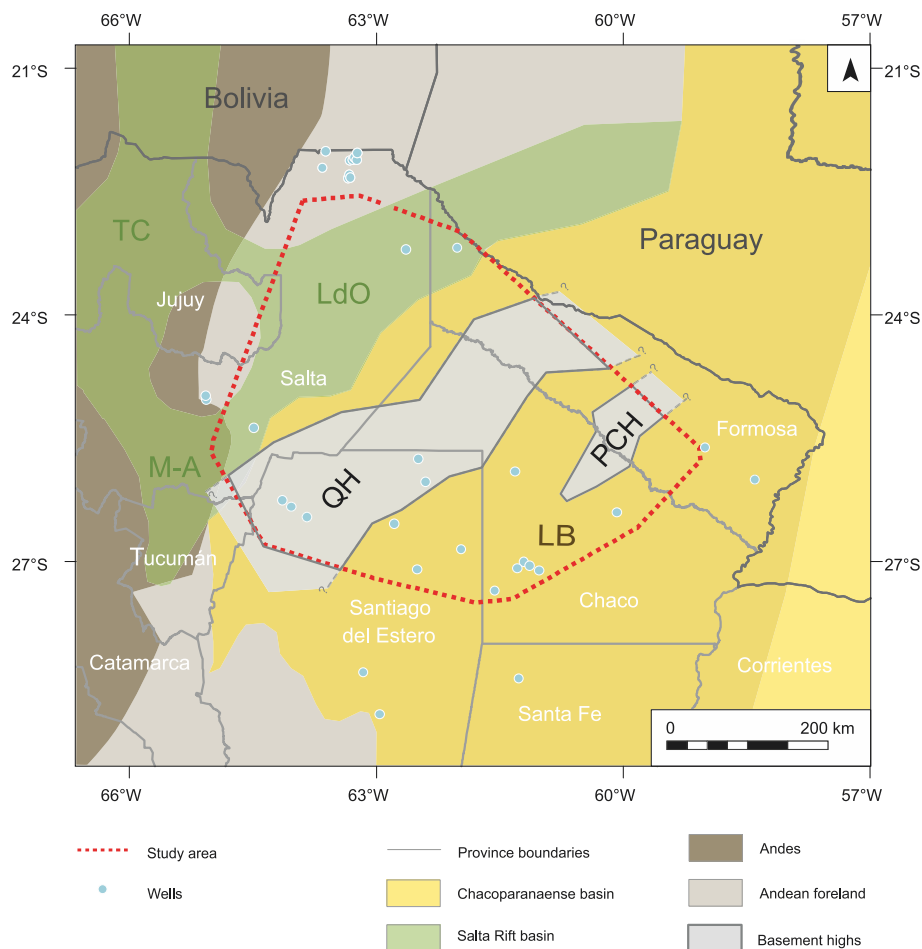 66°W 63°W 60°W 57°W
21°S 21°S
Bolivia
TC
Paraguay
Jujuy
LdO
24°S 24°S
?
?
Salta
?
PCH
?
Formosa
M-A
QH
?
LB
Tucumán
27°S 27°S
?
Santiago
del Estero
Chaco
Catamarca
Corrientes
Santa Fe
0 200 km
66°W 63°W 60°W 57°W
Study area
Province boundaries
Andes
Wells
Chacoparanaense basin
Andean foreland
Salta Rift basin
Basement highs